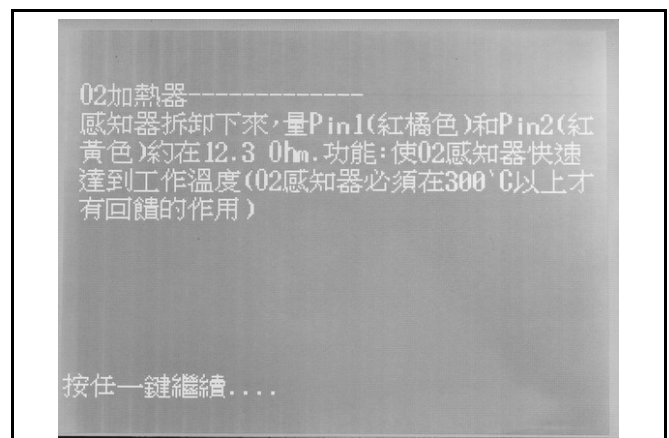 O2加熱器-------------
感知器拆卸下來,量Pin1(紅橘色)和Pin2(紅
黃色)約在12.3 Ohm.功能:使O2感知器快速
達到工作溫度(O2感知器必須在300`C以上才
有回饋的作用)
按任一鍵繼續....